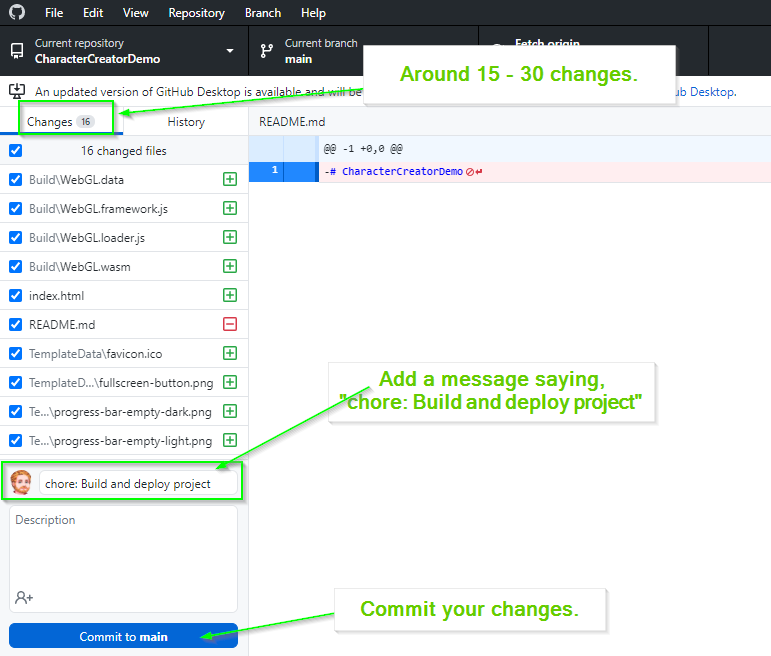 File Edit View Repository Branch Help
Current repository
CharacterCreatorDemo
Current branch
main
Fetch origin
Around 15 - 30 changes.
An updated version of GitHub Desktop is available and will be
ub Desktop.
Changes 16
History
README.md
16 changed files
@@ -1 +0,0 @@
1 -# CharacterCreatorDemo
Build\WebGL.data
Build\WebGL.framework.js
Build\WebGL.loader.js
Build\WebGL.wasm
index.html
README.md
TemplateData\favicon.ico
TemplateD...\fullscreen-button.png
Te...\progress-bar-empty-dark.png
Te...\progress-bar-empty-light.png
Add a message saying,
"chore: Build and deploy project"
chore: Build and deploy project
Description
Commit your changes.
Commit to main